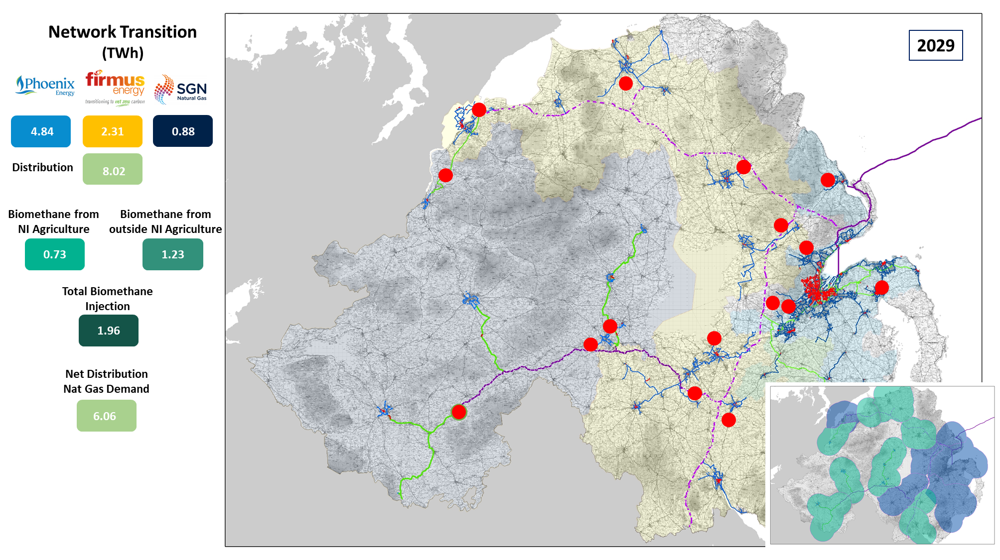 Network Transition
(TWh)
Phoenix
Energy
firmus
energy
transitioning to net zero carbon
SGN
Natural Gas
4.84
2.31
0.88
Distribution
8.02
Biomethane from
NI Agriculture
Biomethane from
outside NI Agriculture
0.73
1.23
Total Biomethane
Injection
1.96
Net Distribution
Nat Gas Demand
6.06
2029